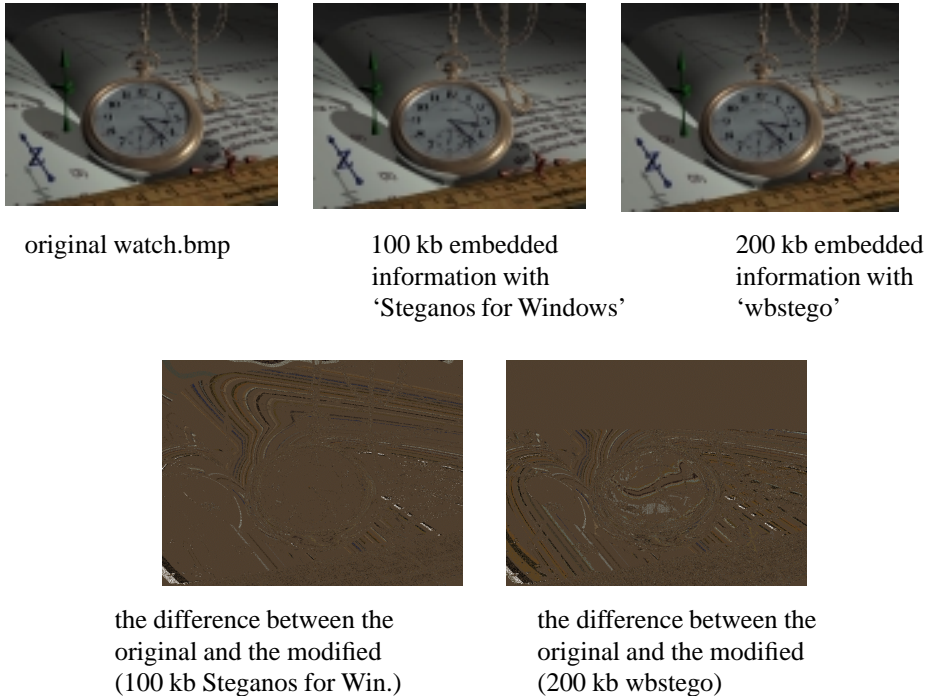 original watch.bmp
100 kb embedded
information with
‘Steganos for Windows’
200 kb embedded
information with
‘wbstego’
the difference between the
original and the modified
(100 kb Steganos for Win.)
the difference between the
original and the modified
(200 kb wbstego)